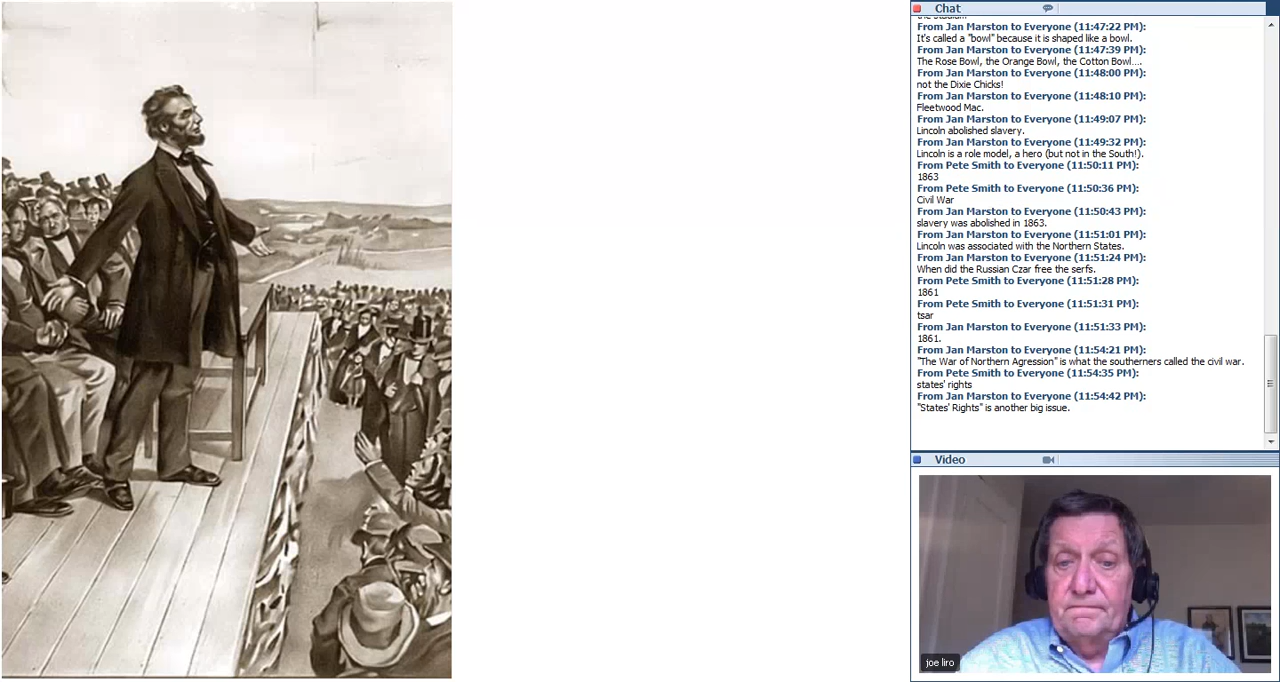 Chat
the Stadium
From Jan Marston to Everyone (11:47:22 PM):
It's called a "bowl" because it is shaped like a bowl.
From Jan Marston to Everyone (11:47:39 PM):
The Rose Bowl, the Orange Bowl, the Cotton Bowl....
From Jan Marston to Everyone (11:48:00 PM):
not the Dixie Chicks!
From Jan Marston to Everyone (11:48:10 PM):
Fleetwood Mac.
From Jan Marston to Everyone (11:49:07 PM):
Lincoln abolished slavery.
From Jan Marston to Everyone (11:49:32 PM):
Lincoln is a role model, a hero (but not in the South!).
From Pete Smith to Everyone (11:50:11 PM):
1863
From Pete Smith to Everyone (11:50:36 PM):
Civil War
From Jan Marston to Everyone (11:50:43 PM):
slavery was abolished in 1863.
From Jan Marston to Everyone (11:51:01 PM):
Lincoln was associated with the Northern States.
From Jan Marston to Everyone (11:51:24 PM):
When did the Russian Czar free the serfs.
From Pete Smith to Everyone (11:51:28 PM):
1861
From Pete Smith to Everyone (11:51:31 PM):
tsar
From Jan Marston to Everyone (11:51:33 PM):
1861.
From Jan Marston to Everyone (11:54:21 PM):
"The War of Northern Agression" is what the southerners called the civil war.
From Pete Smith to Everyone (11:54:35 PM):
states' rights
From Jan Marston to Everyone (11:54:42 PM):
"States' Rights" is another big issue.
Video
joe liro